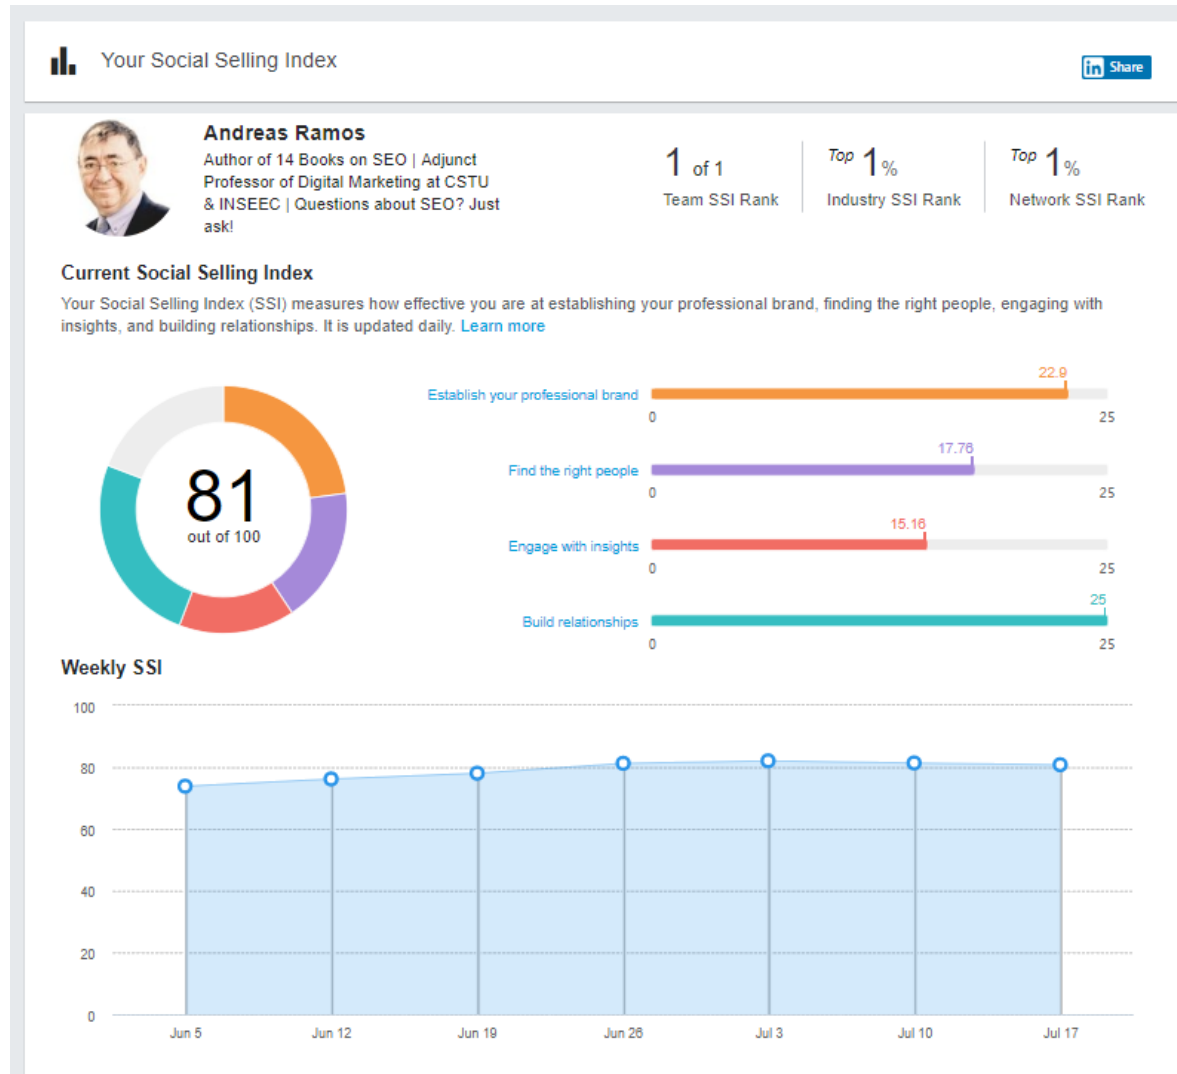 Your Social Selling Index
in Share
Andreas Ramos
Author of 14 Books on SEO | Adjunct
Professor of Digital Marketing at CSTU
& INSEEC | Questions about SEO? Just
ask!
1 of 1
Team SSI Rank
Top 1%
Industry SSI Rank
Top 1%
Network SSI Rank
Current Social Selling Index
Your Social Selling Index (SSI) measures how effective you are at establishing your professional brand, finding the right people, engaging with
insights, and building relationships. It is updated daily. Learn more
81
out of 100
22.9
Establish your professional brand
0 25
17.76
Find the right people
0 25
15.16
Engage with insights
0 25
25
Build relationships
0 25
Weekly SSI
100
80
60
40
20
0
Jun 5 Jun 12 Jun 19 Jun 26 Jul 3 Jul 10 Jul 17